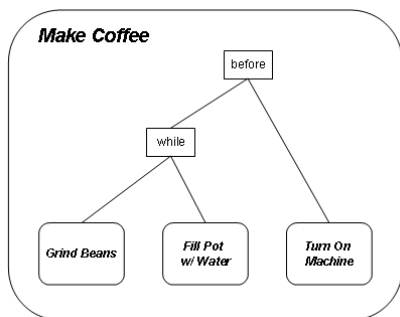 Make Coffee
before
while
Grind Beans
Fill Pot
w/ Water
Turn On
Machine